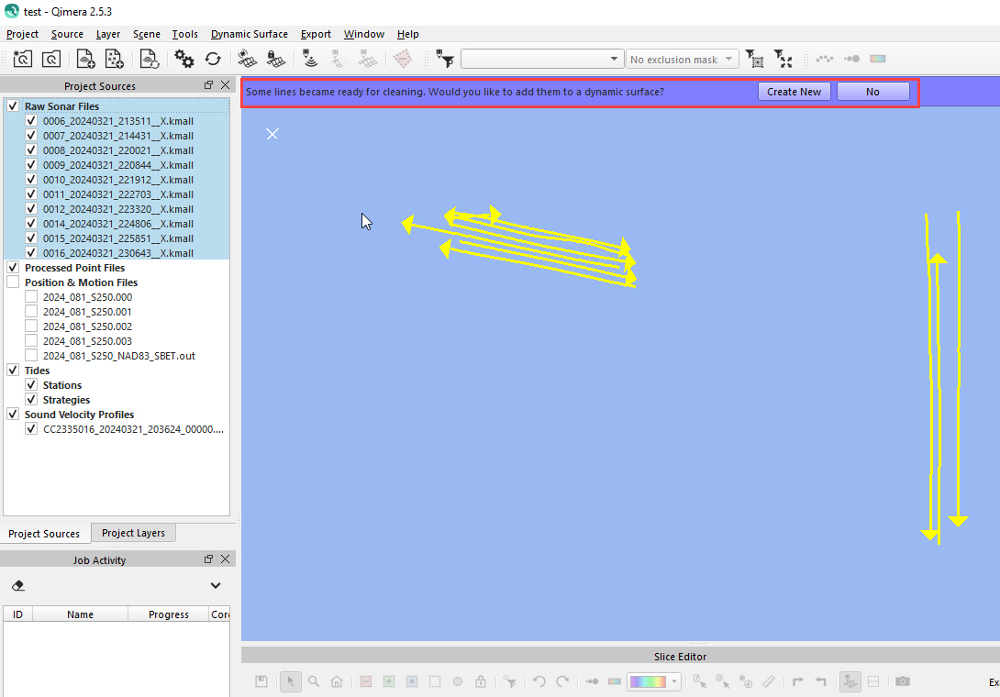 test - Qimera 2.5.3
Project Source Layer Scene Tools Dynamic Surface Export Window Help
No exclusion mask
Project Sources
Some lines became ready for cleaning. Would you like to add them to a dynamic surface? Create New No
Raw Sonar Files
0006_20240321_213511__X.kmall
0007_20240321_214431__X.kmall
0008_20240321_220021__X.kmall
0009_20240321_220844__X.kmall
0010_20240321_221912__X.kmall
0011_20240321_222703__X.kmall
0012_20240321_223320__X.kmall
0014_20240321_224806__X.kmall
0015_20240321_225851__X.kmall
0016_20240321_230643__X.kmall
Processed Point Files
Position & Motion Files
2024_081_S250.000
2024_081_S250.001
2024_081_S250.002
2024_081_S250.003
2024_081_S250_NAD83_SBET.out
Tides
Stations
Strategies
Sound Velocity Profiles
CC2335016_20240321_203624_00000....
Project Sources Project Layers
Job Activity
ID Name Progress Core
Slice Editor
Ex